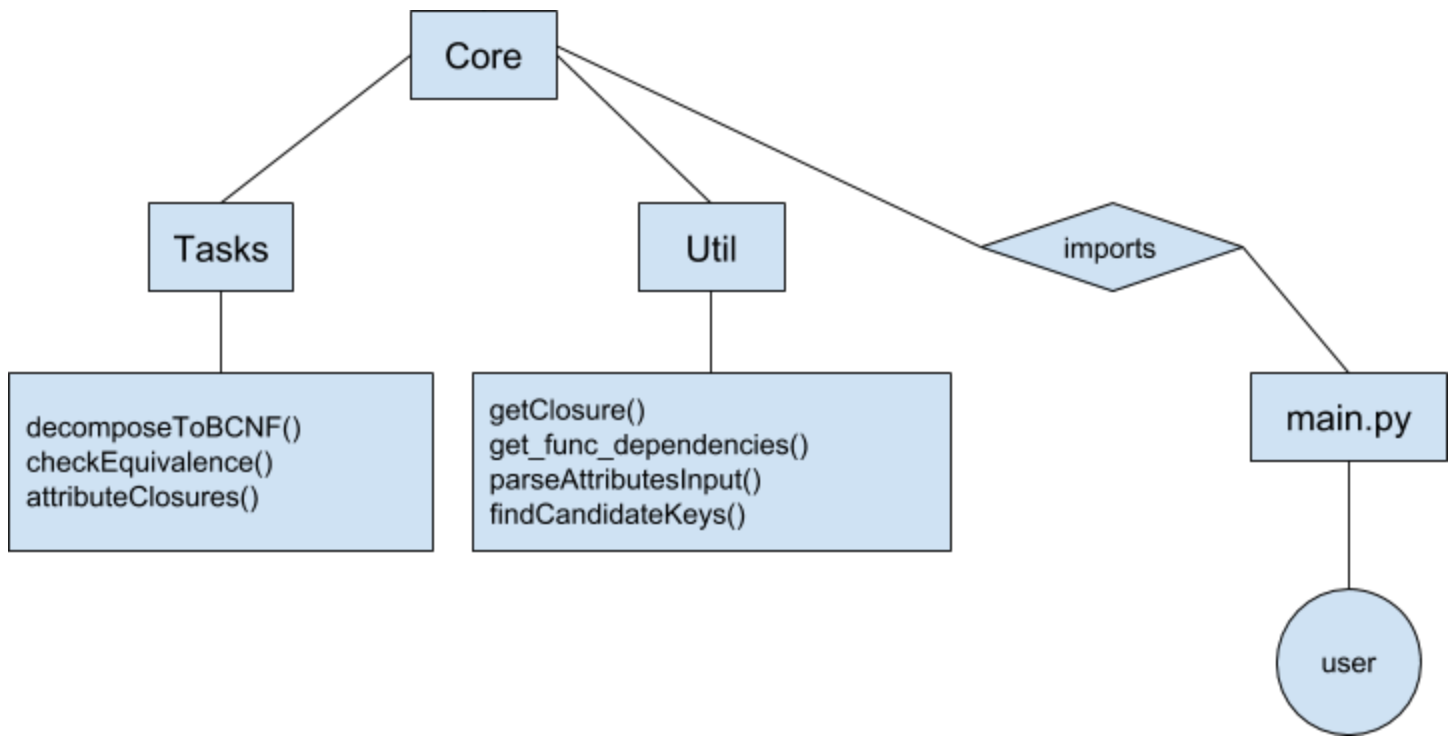 Core
Tasks
Util
imports
decomposeToBCNF()
checkEquivalence()
attributeClosures()
getClosure()
get_func_dependencies()
parseAttributesInput()
findCandidateKeys()
main.py
user